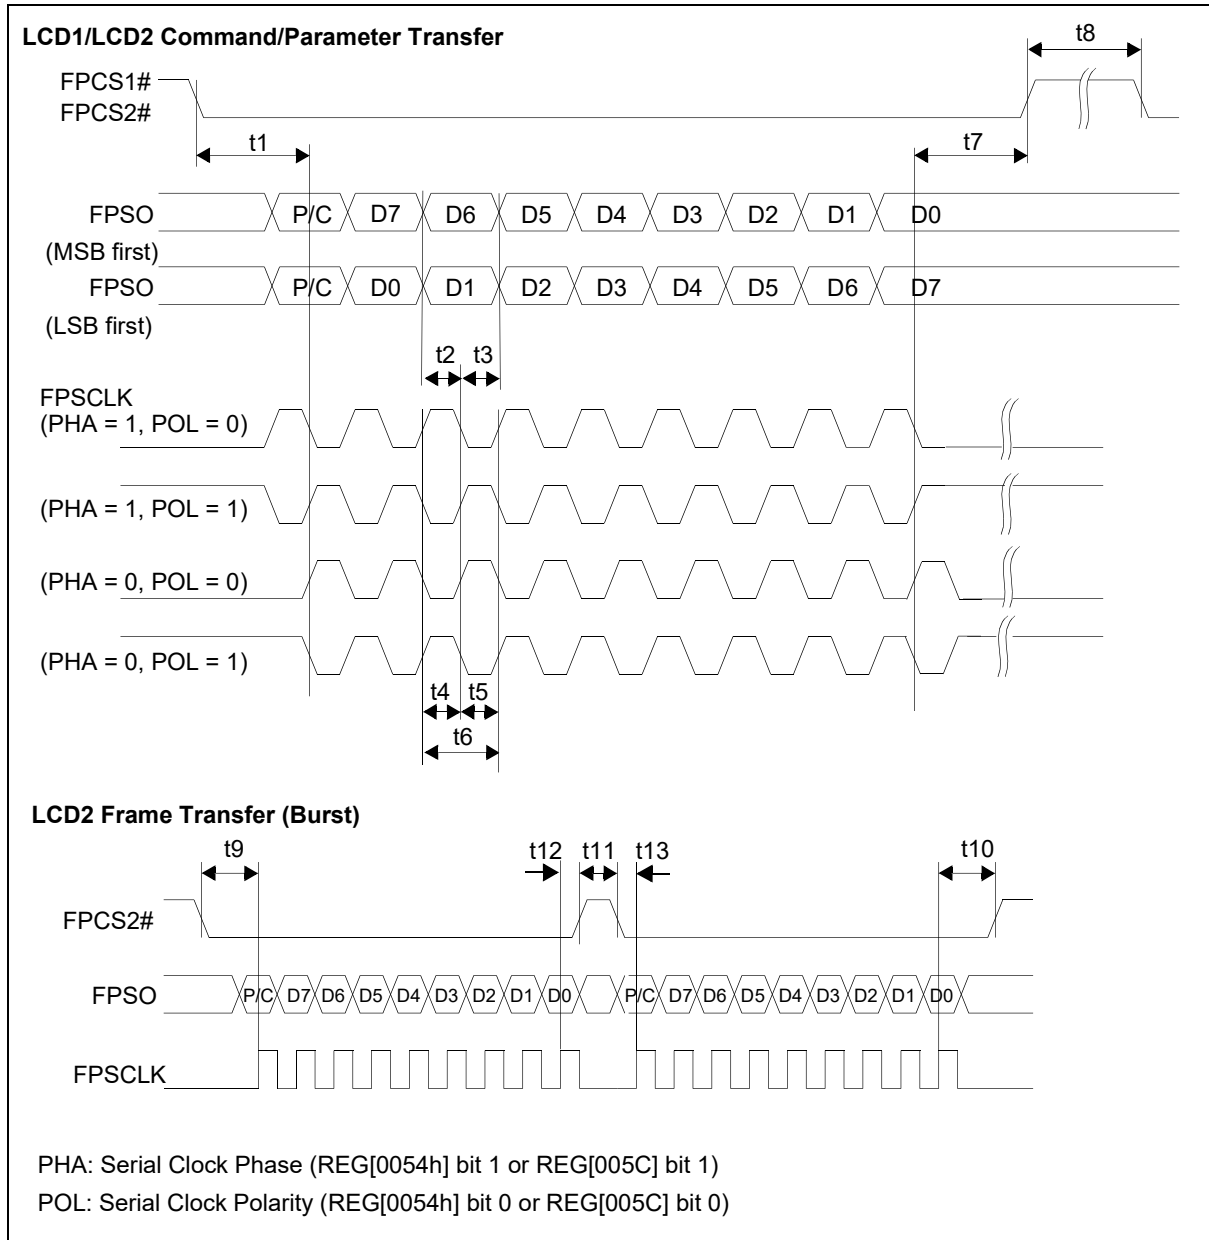 LCD1/LCD2 Command/Parameter Transfer
t8
FPCS1#
FPCS2#
t1
t7
FPSO P/C D7 D6 D5 D4 D3 D2 D1 D0
(MSB first)
FPSO P/C D0 D1 D2 D3 D4 D5 D6 D7
(LSB first)
t2 t3
FPSCLK
(PHA = 1, POL = 0)
(PHA = 1, POL = 1)
(PHA = 0, POL = 0)
(PHA = 0, POL = 1)
t4 t5
t6
LCD2 Frame Transfer (Burst)
t9 t12 t11 t13 t10
FPCS2#
FPSO P/C D7 D6 D5 D4 D3 D2 D1 D0 P/C D7 D6 D5 D4 D3 D2 D1 D0
FPSCLK
PHA: Serial Clock Phase (REG[0054h] bit 1 or REG[005C] bit 1)
POL: Serial Clock Polarity (REG[0054h] bit 0 or REG[005C] bit 0)